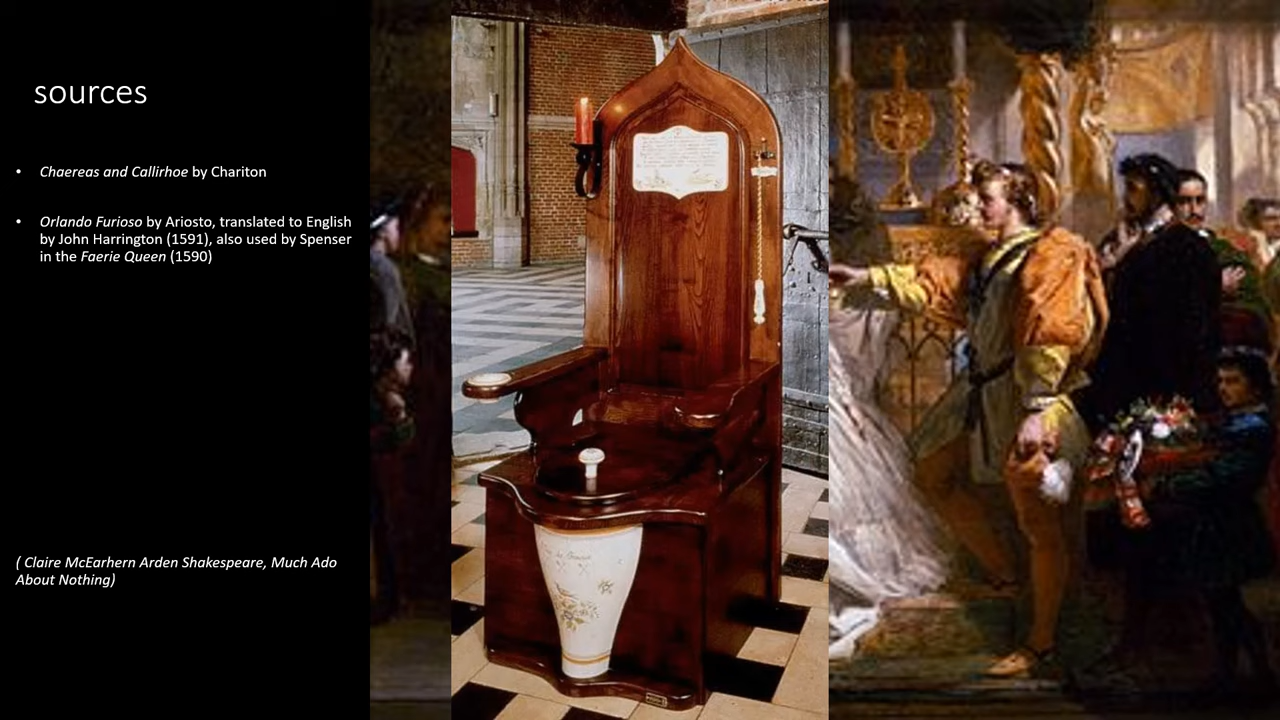 sources
• Chaereas and Callirhoe by Chariton
• Orlando Furioso by Ariosto, translated to English
by John Harrington (1591), also used by Spenser
in the Faerie Queen (1590)
( Claire McEarhern Arden Shakespeare, Much Ado
About Nothing)